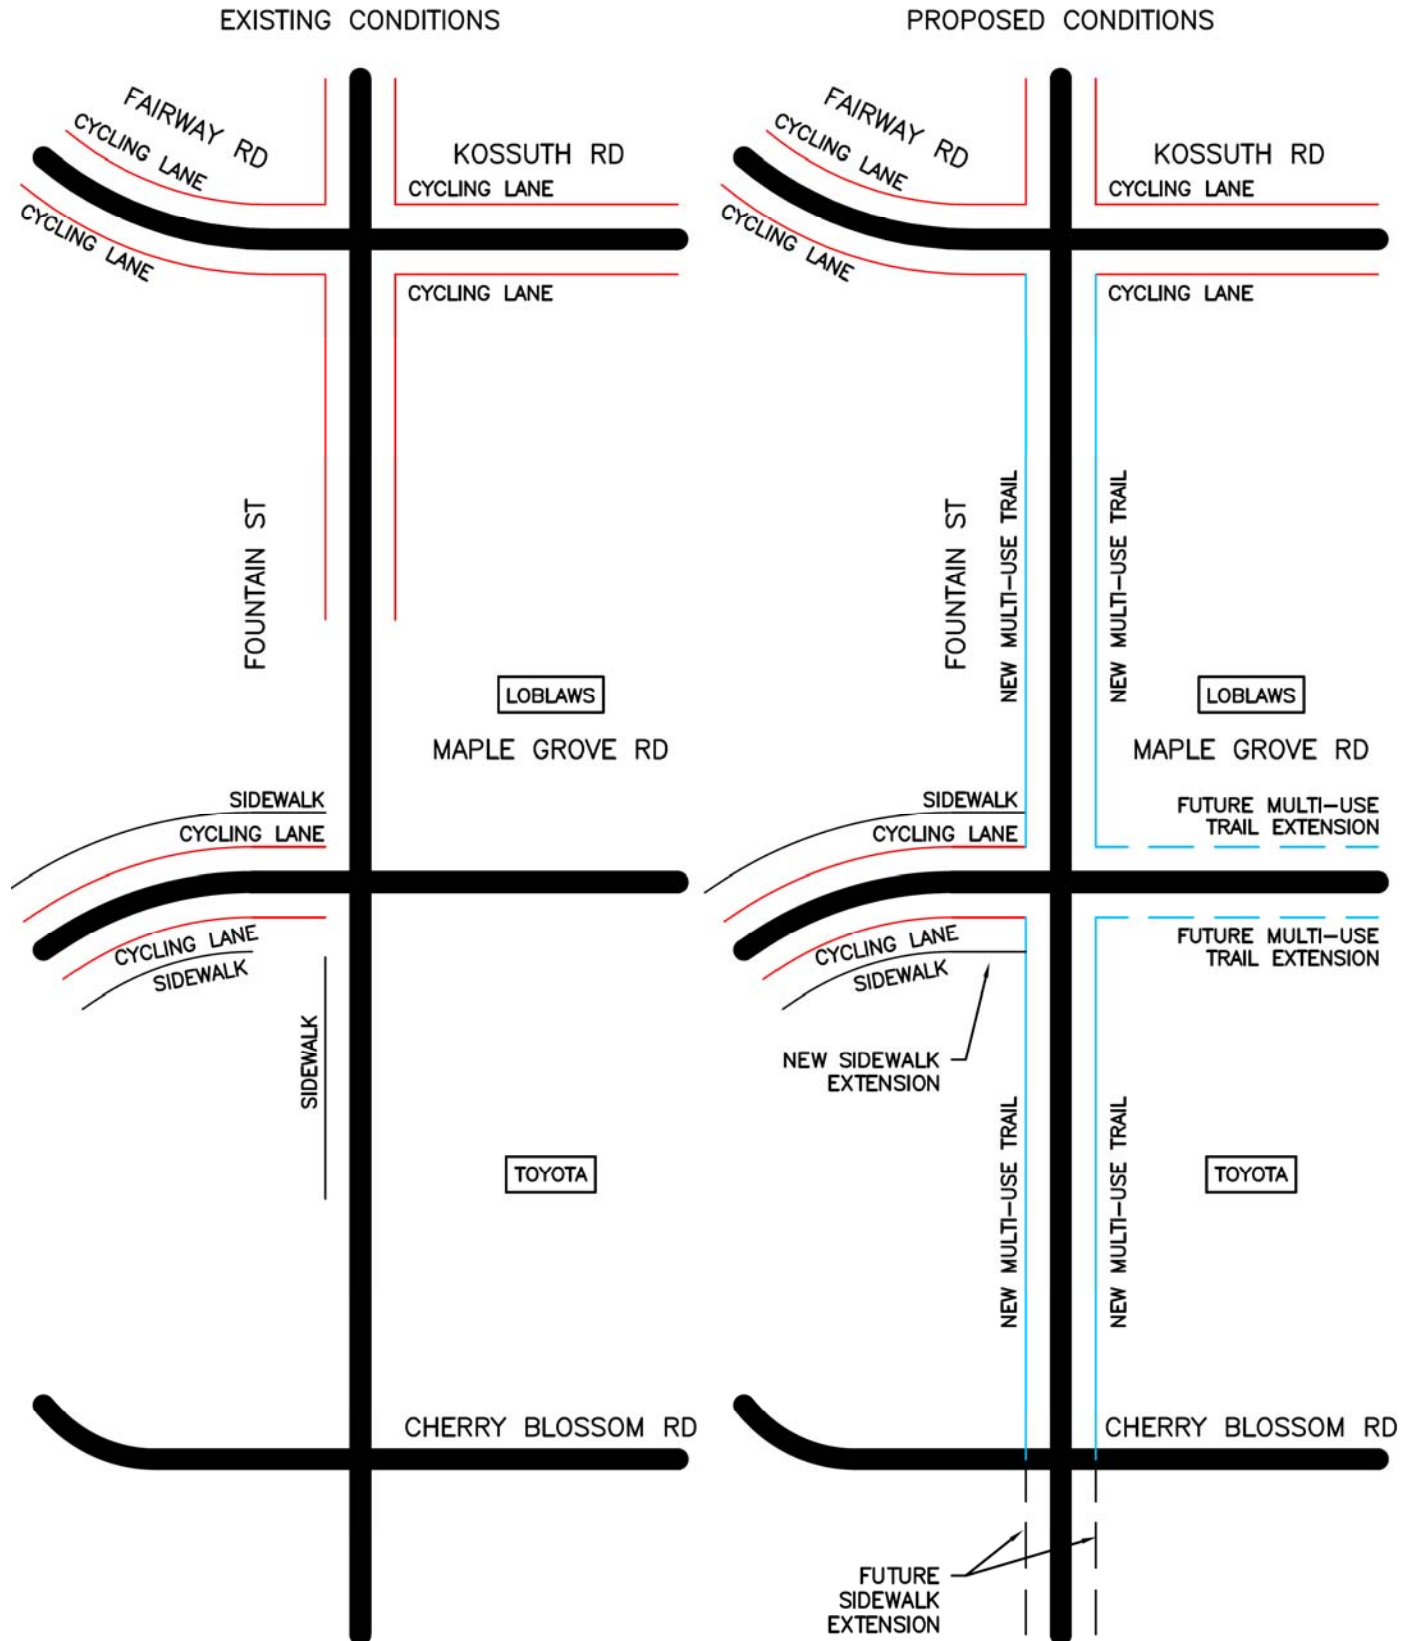 EXISTING CONDITIONS
FAIRWAY RD
CYCLING LANE
KOSSUTH RD
CYCLING LANE
CYCLING LANE
CYCLING LANE
FOUNTAIN ST
LOBLAWS
MAPLE GROVE RD
SIDEWALK
CYCLING LANE
CYCLING LANE
SIDEWALK
SIDEWALK
TOYOTA
CHERRY BLOSSOM RD
PROPOSED CONDITIONS
FAIRWAY RD
CYCLING LANE
KOSSUTH RD
CYCLING LANE
CYCLING LANE
CYCLING LANE
FOUNTAIN ST
NEW MULTI-USE TRAIL
NEW MULTI-USE TRAIL
LOBLAWS
MAPLE GROVE RD
SIDEWALK
CYCLING LANE
FUTURE MULTI-USE
TRAIL EXTENSION
CYCLING LANE
SIDEWALK
FUTURE MULTI-USE
TRAIL EXTENSION
NEW SIDEWALK
EXTENSION
NEW MULTI-USE TRAIL
NEW MULTI-USE TRAIL
TOYOTA
CHERRY BLOSSOM RD
FUTURE
SIDEWALK
EXTENSION